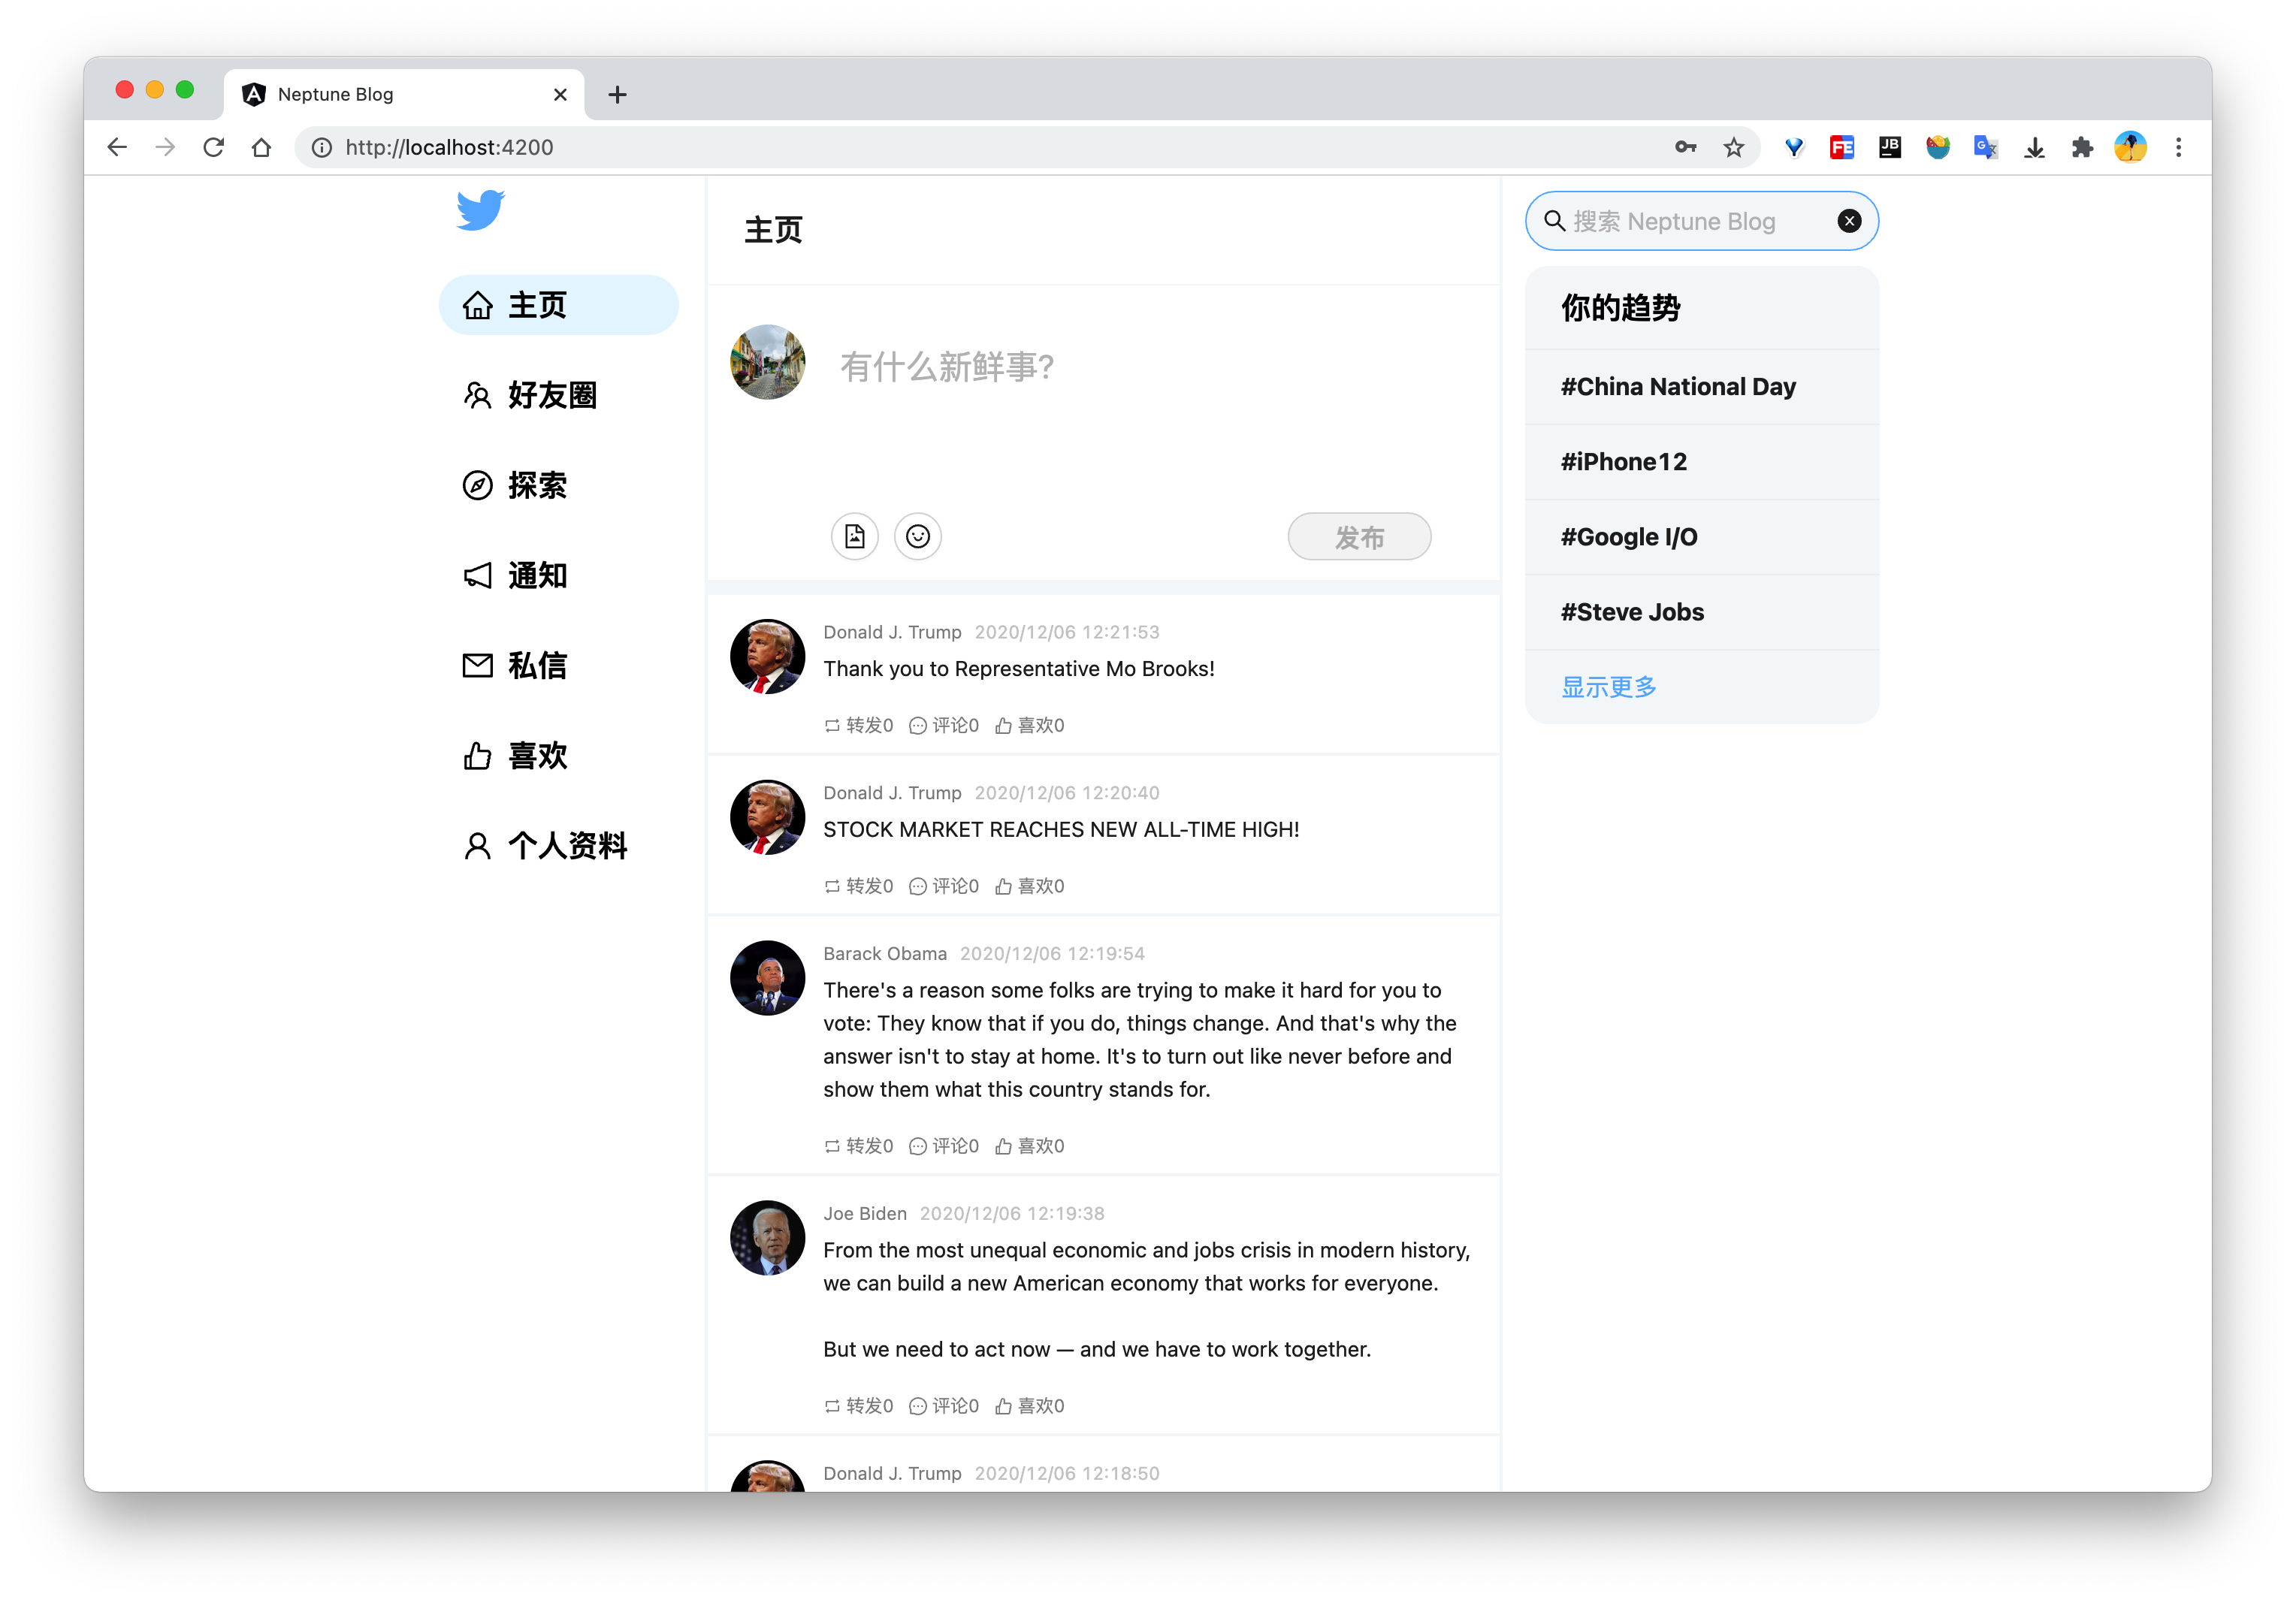 Neptune Blog
http://localhost:4200
FE
JB
G
主页
好友圈
探索
通知
私信
喜欢
个人资料
主页
有什么新鲜事?
发布
Donald J. Trump 2020/12/06 12:21:53
Thank you to Representative Mo Brooks!
转发0 评论0 喜欢0
Donald J. Trump 2020/12/06 12:20:40
STOCK MARKET REACHES NEW ALL-TIME HIGH!
转发0 评论0 喜欢0
Barack Obama 2020/12/06 12:19:54
There's a reason some folks are trying to make it hard for you to
vote: They know that if you do, things change. And that's why the
answer isn't to stay at home. It's to turn out like never before and
show them what this country stands for.
转发0 评论0 喜欢0
Joe Biden 2020/12/06 12:19:38
From the most unequal economic and jobs crisis in modern history,
we can build a new American economy that works for everyone.
But we need to act now — and we have to work together.
转发0 评论0 喜欢0
Donald J. Trump 2020/12/06 12:18:50
搜索 Neptune Blog
你的趋势
#China National Day
#iPhone12
#Google I/O
#Steve Jobs
显示更多